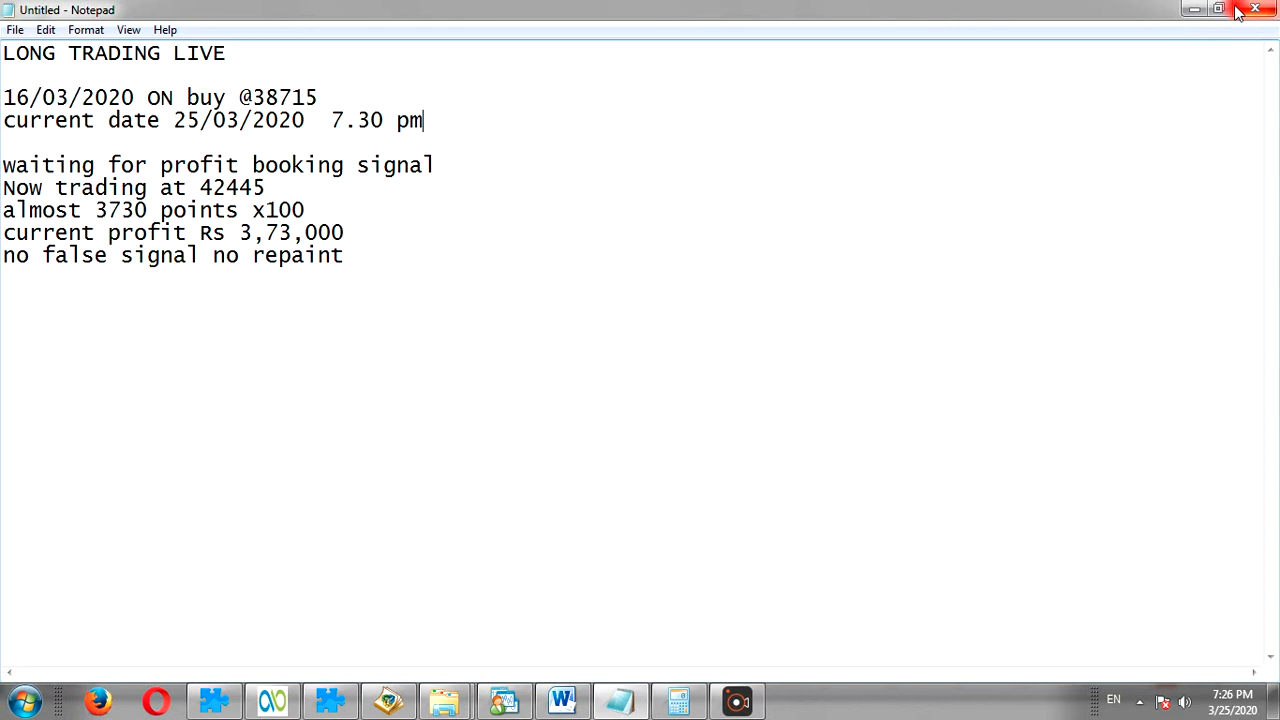 Untitled - Notepad
File Edit Format View Help
LONG TRADING LIVE
16/03/2020 ON buy @38715
current date 25/03/2020 7.30 pm
waiting for profit booking signal
Now trading at 42445
almost 3730 points x100
current profit Rs 3,73,000
no false signal no repaint
EN
7:26 PM
3/25/2020